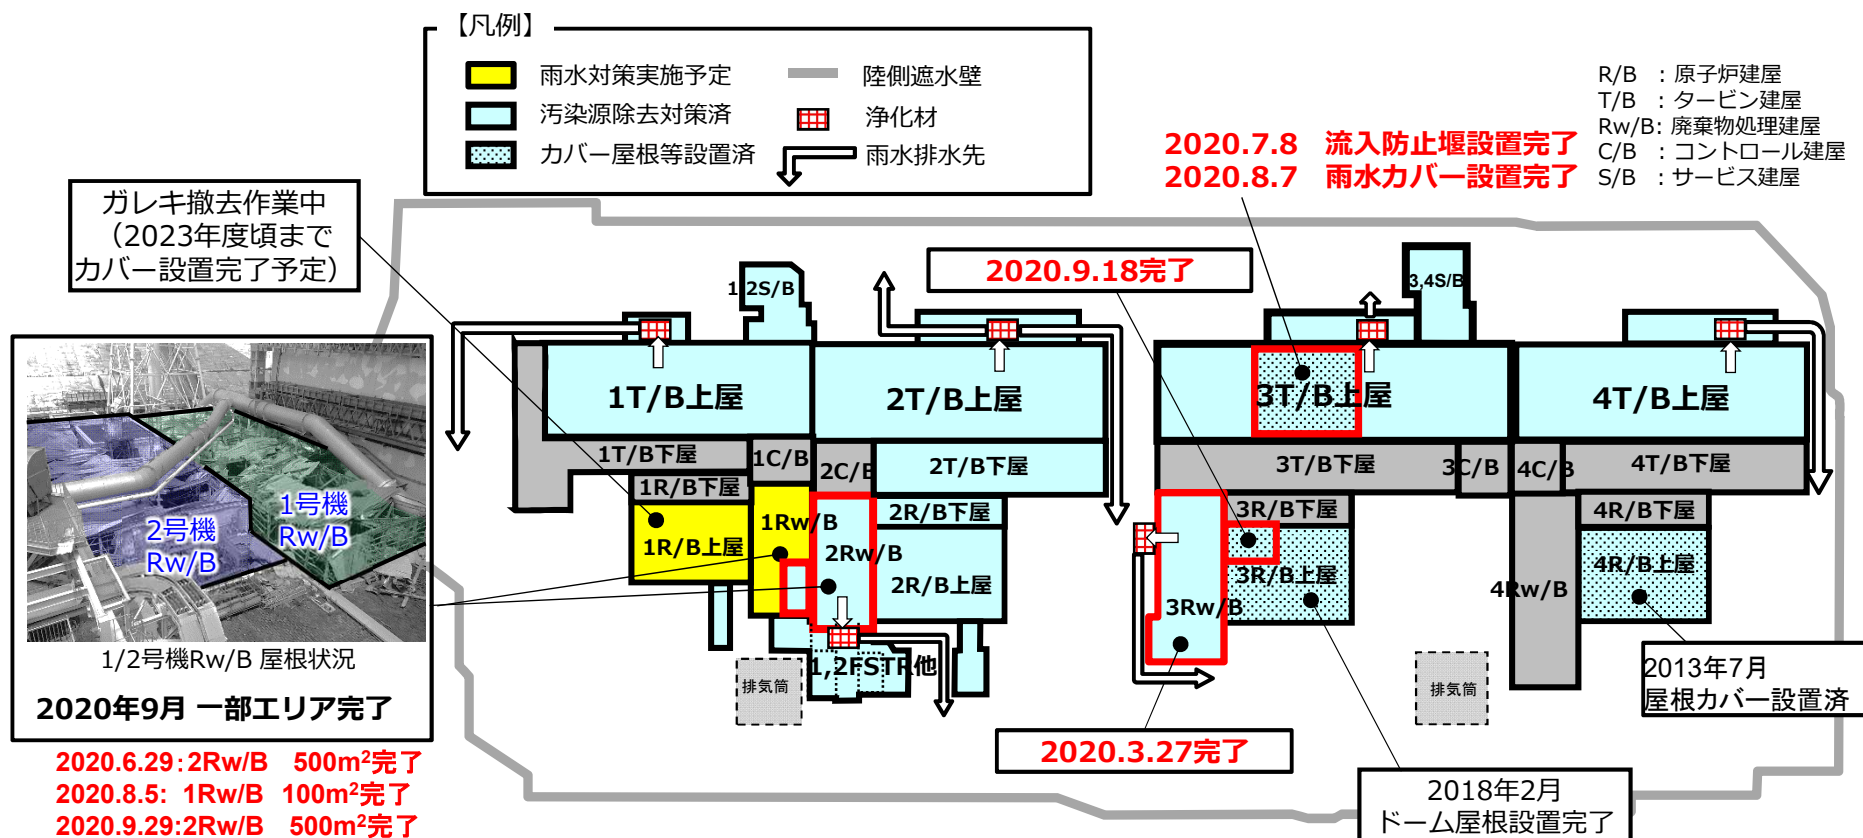 【凡例】
雨水対策実施予定
汚染源除去対策済
カバー屋根等設置済
陸側遮水壁
浄化材
雨水排水先
R/B ：原子炉建屋
T/B ：タービン建屋
Rw/B：廃棄物処理建屋
C/B ：コントロール建屋
S/B ：サービス建屋
2020.7.8 流入防止堰設置完了
2020.8.7 雨水カバー設置完了
ガレキ撤去作業中
（2023年度頃まで
カバー設置完了予定）
2020.9.18完了
1,2S/B
3,4S/B
1T/B上屋
2T/B上屋
3T/B上屋
4T/B上屋
1T/B下屋
1C/B
2C/B
2T/B下屋
3T/B下屋
3C/B
4C/B
4T/B下屋
1R/B下屋
1Rw/B
1R/B上屋
2Rw/B
2R/B下屋
2R/B上屋
3R/B下屋
3R/B上屋
3Rw/B
4Rw/B
4R/B下屋
4R/B上屋
1,2FSTR他
排気筒
排気筒
1号機
Rw/B
2号機
Rw/B
1/2号機Rw/B 屋根状況
2020年9月 一部エリア完了
2020.6.29：2Rw/B 500m²完了
2020.8.5: 1Rw/B 100m²完了
2020.9.29:2Rw/B 500m²完了
2020.3.27完了
2013年7月
屋根カバー設置済
2018年2月
ドーム屋根設置完了